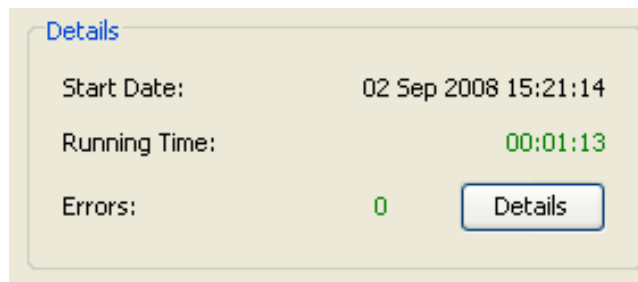 Details
Start Date: 02 Sep 2008 15:21:14
Running Time: 00:01:13
Errors: 0 Details